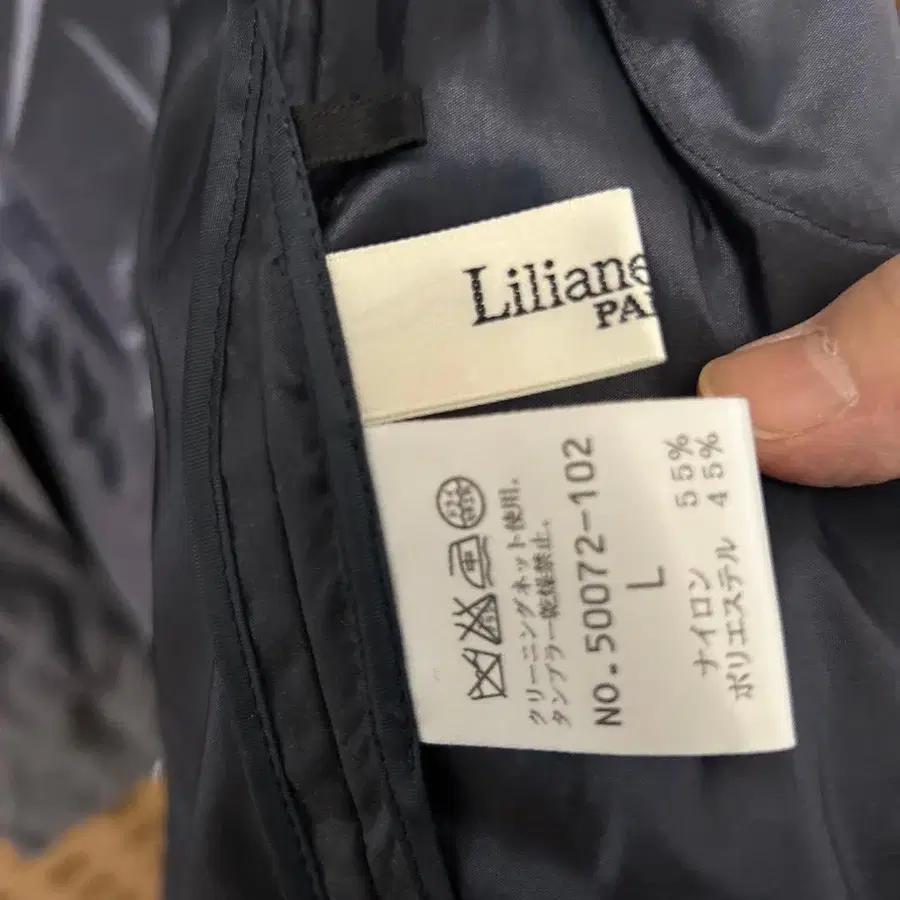 Liliane
PA
ナイロン 55%
ポリエステル 45%
L
NO.50072-102
クリーニングネット使用。
タンブラー乾燥禁止。